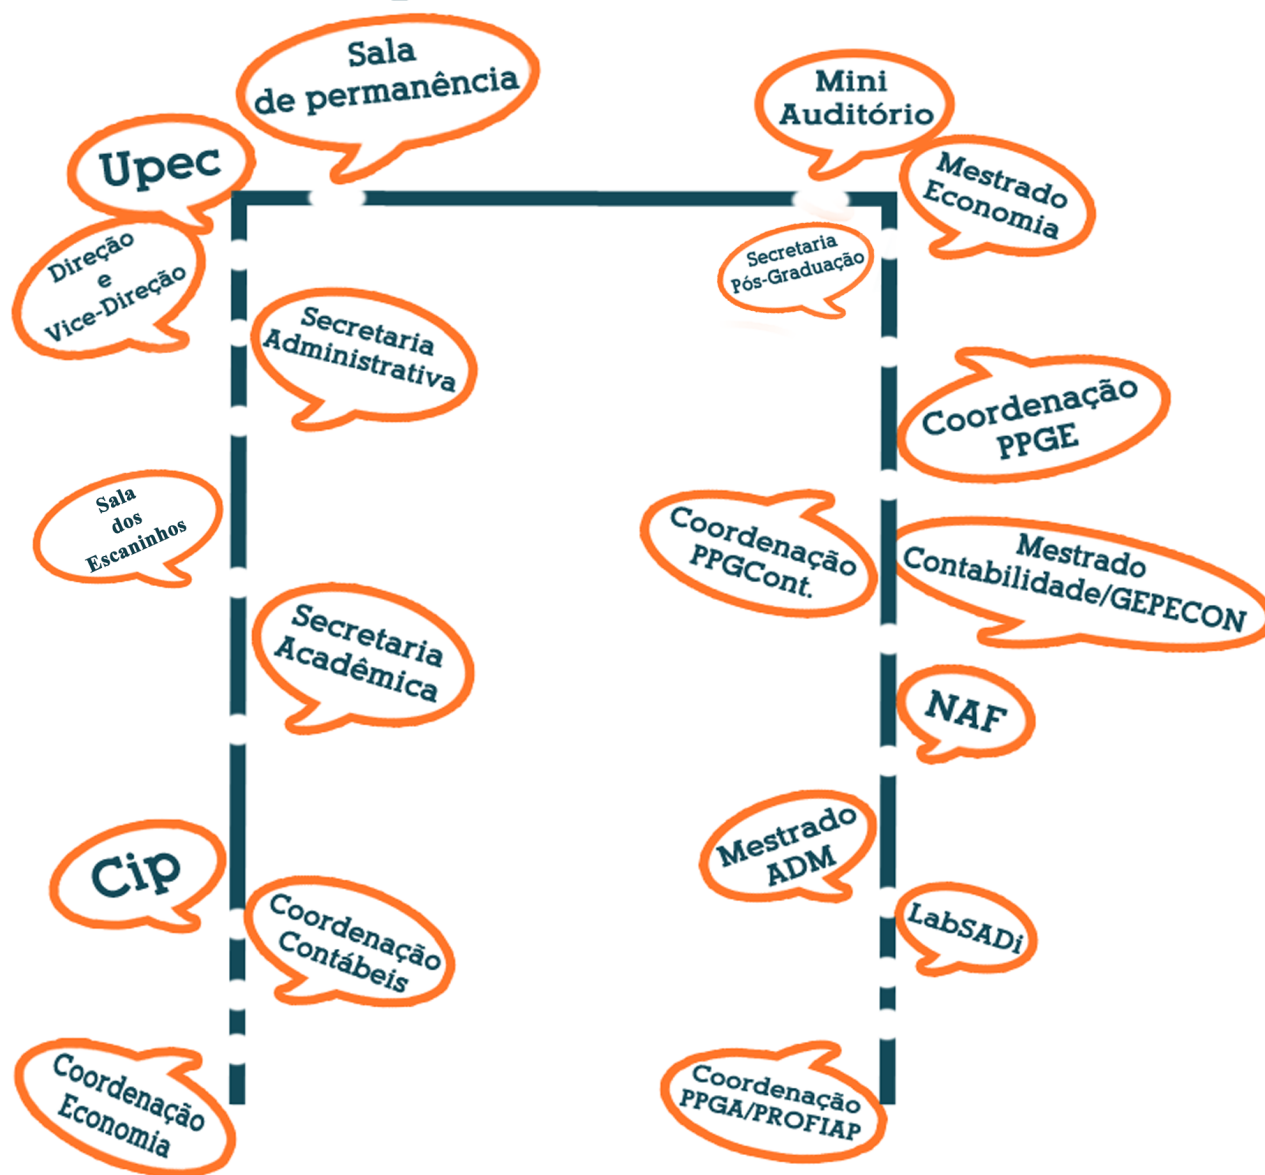 Sala
de permanência
Mini
Auditório
Upec
Mestrado
Economia
Direção
e
Vice-Direção
Secretaria
Pós-Graduação
Secretaria
Administrativa
Coordenação
PPGE
Sala
dos
Escaninhos
Coordenação
PPGCont.
Mestrado
Contabilidade/GEPECON
Secretaria
Acadêmica
NAF
Cip
Mestrado
ADM
Coordenação
Contábeis
LabSADi
Coordenação
Economia
Coordenação
PPGA/PROFIAP